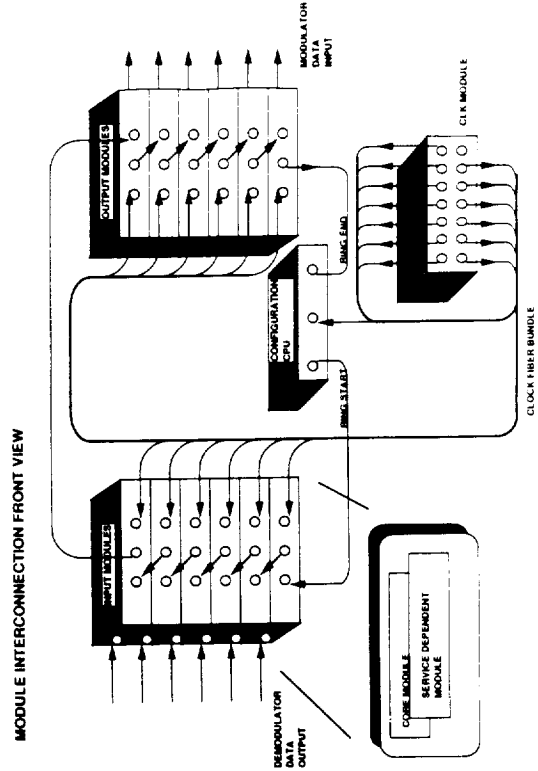 MODULE INTERCONNECTION FRONT VIEW
INPUT MODULES
OUTPUT MODULES
MODULATOR
DATA
INPUT
CONFIGURATION
CPU
RING START
RING END
CLK MODULE
CLOCK FIBER BUNDLE
DEMODULATOR
DATA
OUTPUT
CORE MODULE
SERVICE DEPENDENT
MODULE